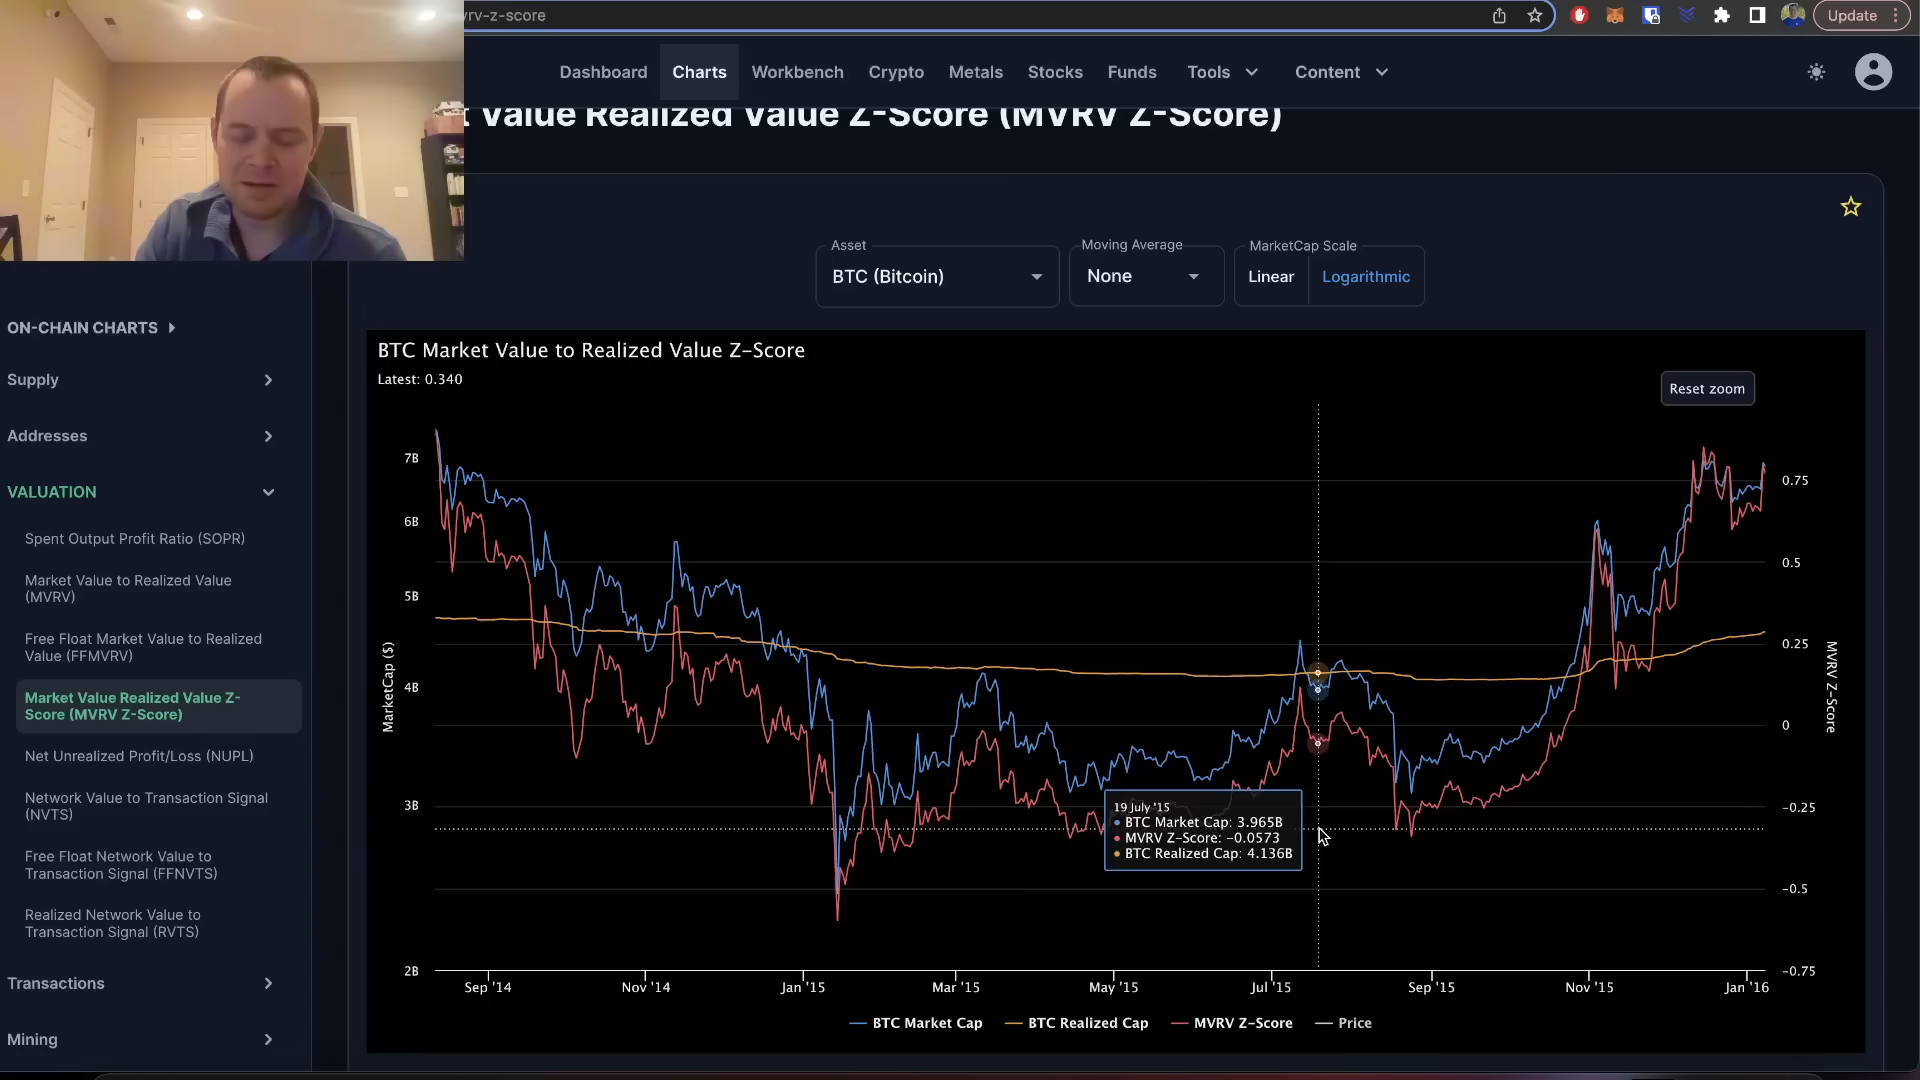 rv-z-score
Update
Dashboard
Charts
Workbench
Crypto
Metals
Stocks
Funds
Tools
Content
Value Realized Value Z-Score (MVRV Z-Score)
Asset
BTC (Bitcoin)
Moving Average
None
MarketCap Scale
Linear
Logarithmic
ON-CHAIN CHARTS
Supply
Addresses
VALUATION
Spent Output Profit Ratio (SOPR)
Market Value to Realized Value
(MVRV)
Free Float Market Value to Realized
Value (FFMVRV)
Market Value Realized Value Z-
Score (MVRV Z-Score)
Net Unrealized Profit/Loss (NUPL)
Network Value to Transaction Signal
(NVTS)
Free Float Network Value to
Transaction Signal (FFNVTS)
Realized Network Value to
Transaction Signal (RVTS)
Transactions
Mining
BTC Market Value to Realized Value Z-Score
Latest: 0.340
Reset zoom
7B
6B
5B
4B
3B
2B
MarketCap ($)
0.75
0.5
0.25
0
-0.25
-0.5
-0.75
MVRV Z-Score
19 July '15
BTC Market Cap: 3.965B
MVRV Z-Score: -0.0573
BTC Realized Cap: 4.136B
Sep '14
Nov '14
Jan '15
Mar '15
May '15
Jul '15
Sep '15
Nov '15
Jan '16
BTC Market Cap
BTC Realized Cap
MVRV Z-Score
Price